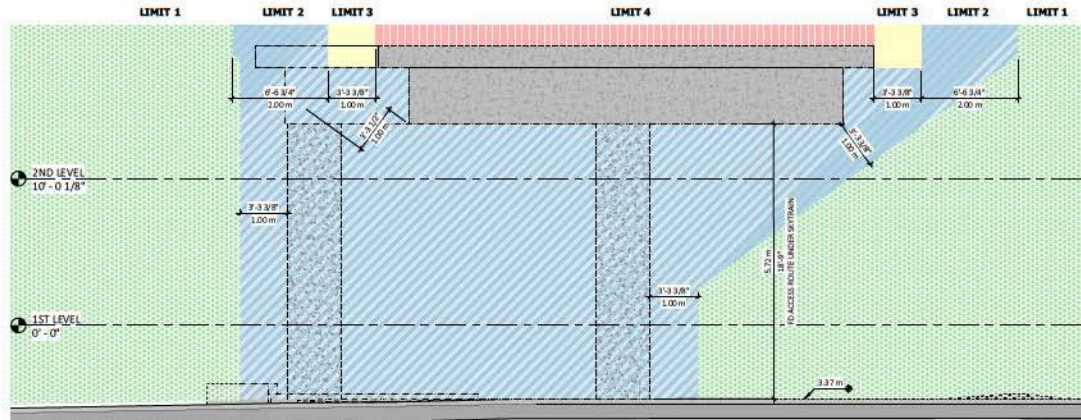 LIMIT 1 LIMIT 2 LIMIT 3 LIMIT 4 LIMIT 3 LIMIT 2 LIMIT 1
6'-6 3/4" 3'-3 3/8" 3'-3 3/8" 6'-6 3/4"
2.00 m 1.00 m 1.00 m 2.00 m
3'-3 1/2"
1.00 m
3'-3 3/8"
1.00 m
2ND LEVEL
10' - 0 1/8"
3'-3 3/8"
1.00 m
5.72 m
18'-9"
FD ACCESS ROUTE UNDER SKYTRAIN
3'-3 3/8"
1.00 m
1ST LEVEL
0' - 0"
3.37 m